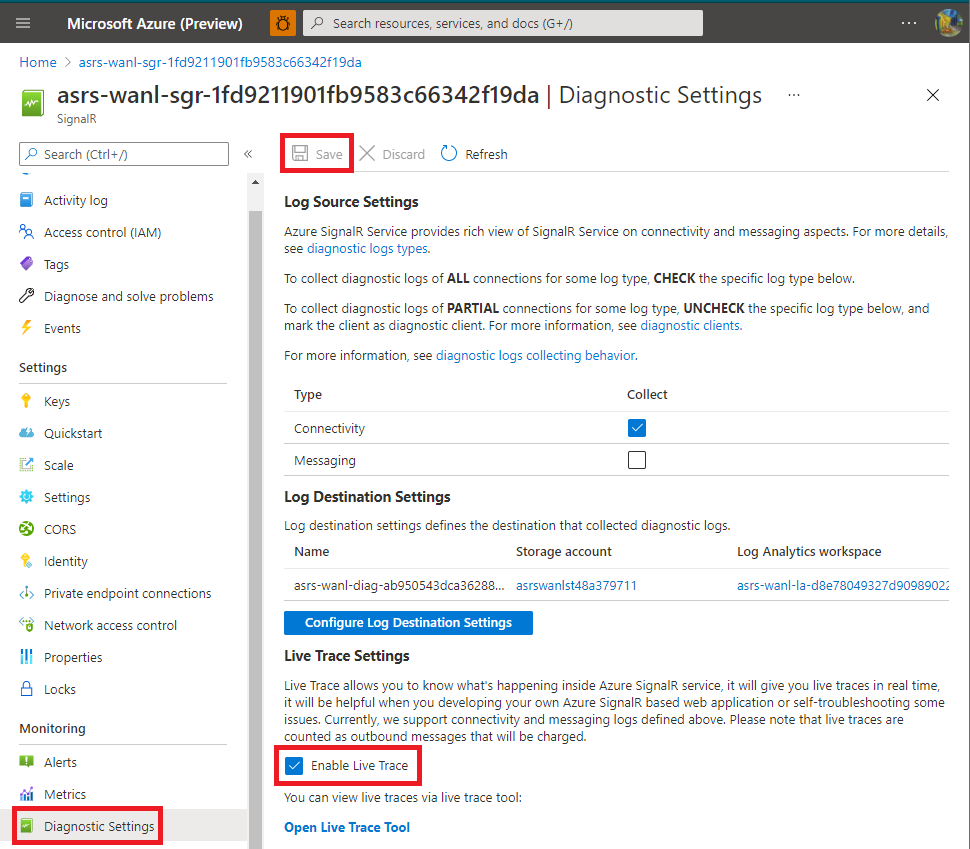 Microsoft Azure (Preview)
Search resources, services, and docs (G+/)
Home > asrs-wanl-sgr-1fd9211901fb9583c66342f19da
asrs-wanl-sgr-1fd9211901fb9583c66342f19da | Diagnostic Settings
SignalR
Search (Ctrl+/)
Activity log
Access control (IAM)
Tags
Diagnose and solve problems
Events
Settings
Keys
Quickstart
Scale
Settings
CORS
Identity
Private endpoint connections
Network access control
Properties
Locks
Monitoring
Alerts
Metrics
Diagnostic Settings
Save Discard Refresh
Log Source Settings
Azure SignalR Service provides rich view of SignalR Service on connectivity and messaging aspects. For more details,
see diagnostic logs types.
To collect diagnostic logs of ALL connections for some log type, CHECK the specific log type below.
To collect diagnostic logs of PARTIAL connections for some log type, UNCHECK the specific log type below, and
mark the client as diagnostic client. For more information, see diagnostic clients.
For more information, see diagnostic logs collecting behavior.
Type Collect
Connectivity
Messaging
Log Destination Settings
Log destination settings defines the destination that collected diagnostic logs.
Name Storage account Log Analytics workspace
asrs-wanl-diag-ab950543dca36288... asrswanlst48a379711 asrs-wanl-la-d8e78049327d90989022
Configure Log Destination Settings
Live Trace Settings
Live Trace allows you to know what's happening inside Azure SignalR service, it will give you live traces in real time,
it will be helpful when you developing your own Azure SignalR based web application or self-troubleshooting some
issues. Currently, we support connectivity and messaging logs defined above. Please note that live traces are
counted as outbound messages that will be charged.
Enable Live Trace
You can view live traces via live trace tool:
Open Live Trace Tool